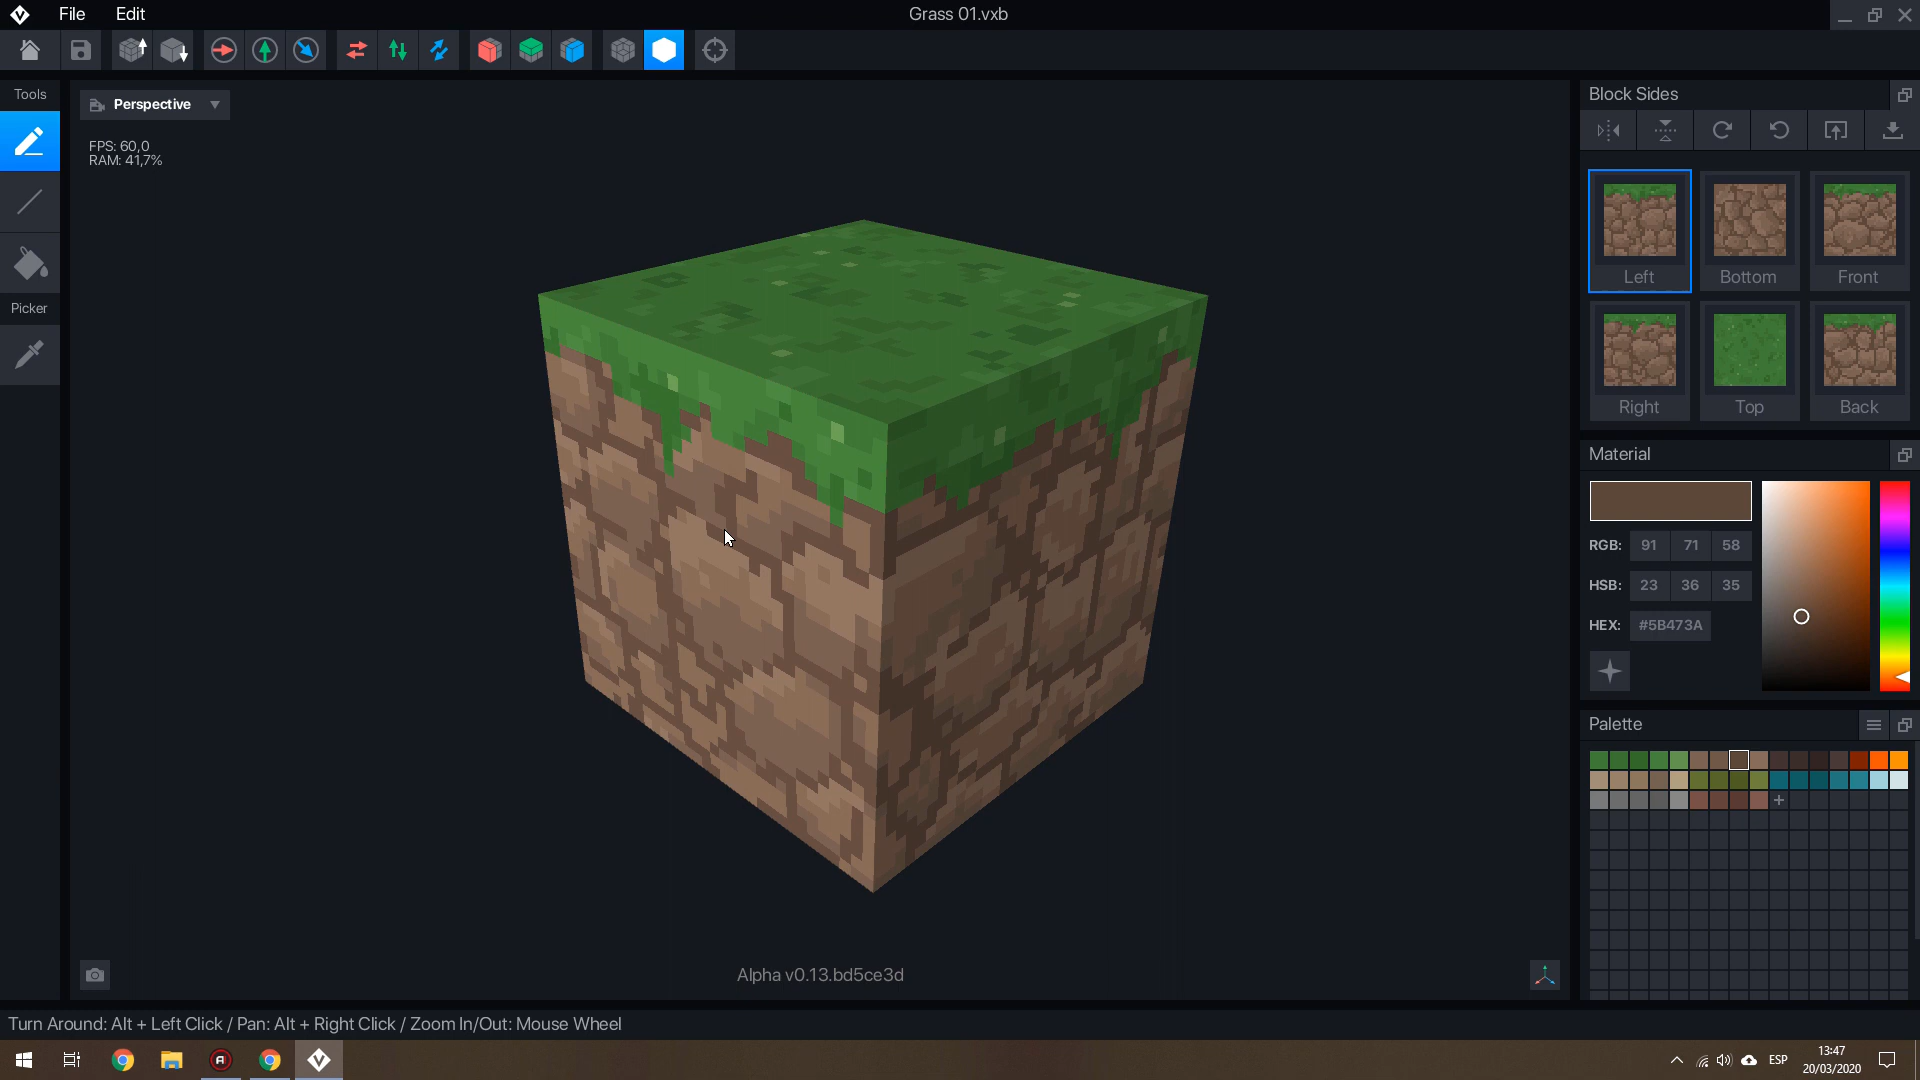 File Edit Grass 01.vxb
Tools
Perspective
FPS: 60,0
RAM: 41,7%
Picker
Block Sides
Left Bottom Front
Right Top Back
Material
RGB: 91 71 58
HSB: 23 36 35
HEX: #5B473A
Palette
+
Alpha v0.13.bd5ce3d
Turn Around: Alt + Left Click / Pan: Alt + Right Click / Zoom In/Out: Mouse Wheel
ESP
13:47
20/03/2020